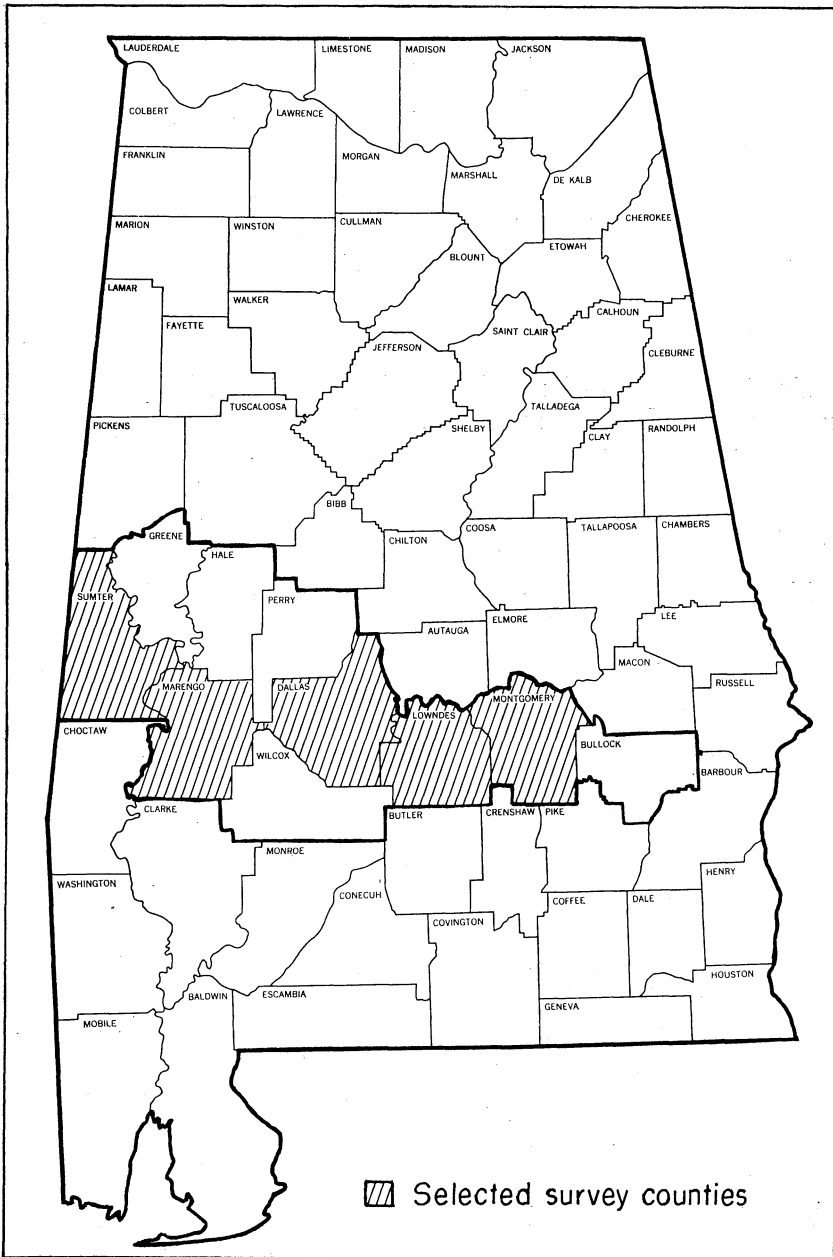 LAUDERDALE
LIMESTONE
MADISON
JACKSON
COLBERT
LAWRENCE
FRANKLIN
MORGAN
MARSHALL
DE KALB
CHEROKEE
MARION
WINSTON
CULLMAN
BLOUNT
ETOWAH
LAMAR
WALKER
FAYETTE
JEFFERSON
SAINT CLAIR
CALHOUN
CLEBURNE
PICKENS
TUSCALOOSA
SHELBY
TALLADEGA
CLAY
RANDOLPH
BIBB
GREENE
HALE
CHILTON
COOSA
TALLAPOOSA
CHAMBERS
SUMTER
PERRY
AUTAUGA
ELMORE
LEE
MACON
RUSSELL
MARENGO
DALLAS
LOWNDES
MONTGOMERY
CHOCTAW
WILCOX
BULLOCK
BARBOUR
CLARKE
BUTLER
CRENSHAW
PIKE
MONROE
WASHINGTON
CONECUH
COVINGTON
COFFEE
DALE
HENRY
HOUSTON
MOBILE
BALDWIN
ESCAMBIA
GENEVA
Selected survey counties